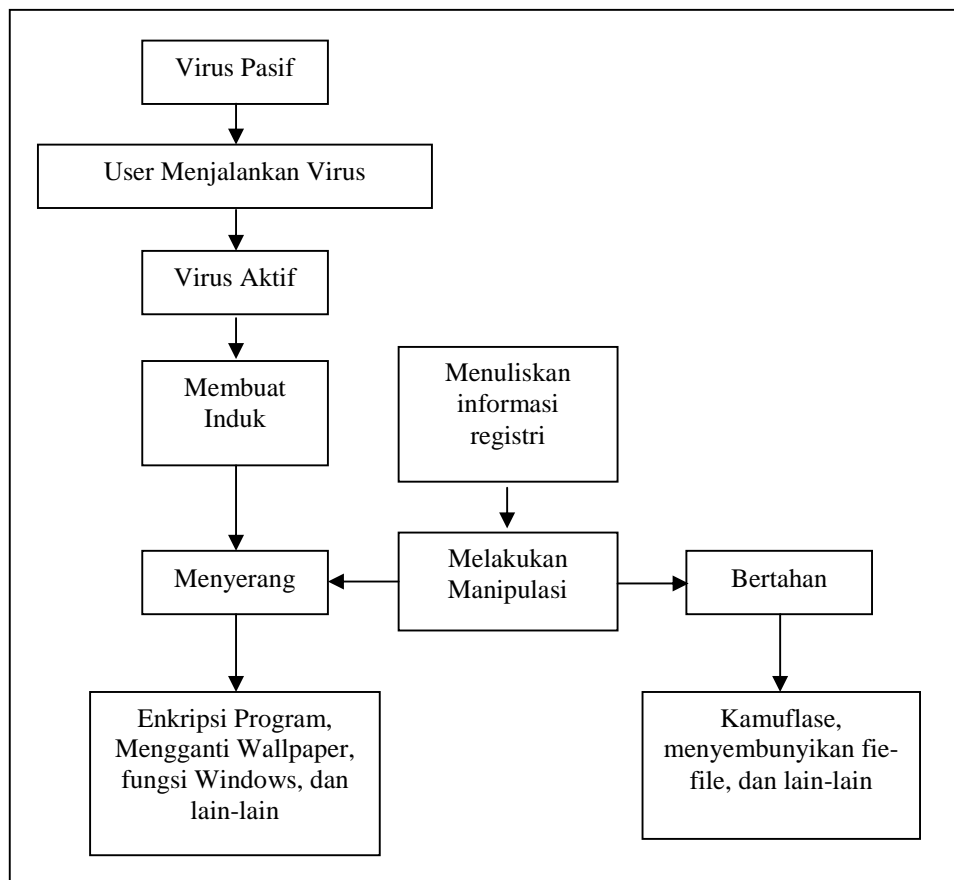 Virus Pasif
User Menjalankan Virus
Virus Aktif
Membuat
Induk
Menuliskan
informasi
registri
Menyerang
Melakukan
Manipulasi
Bertahan
Enkripsi Program,
Mengganti Wallpaper,
fungsi Windows, dan
lain-lain
Kamuflase,
menyembunyikan fie-
file, dan lain-lain